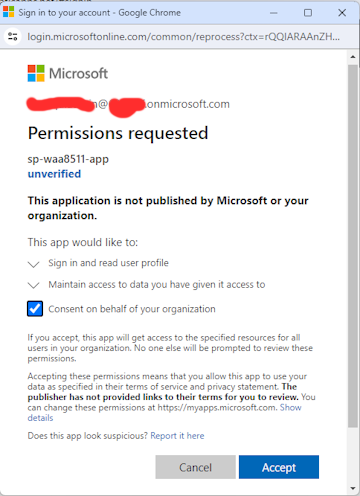 Sign in to your account - Google Chrome
login.microsoftonline.com/common/reprocess?ctx=rQQIARAAnZH...
Microsoft
@
.onmicrosoft.com
Permissions requested
sp-waa8511-app
unverified
This application is not published by Microsoft or your
organization.
This app would like to:
Sign in and read user profile
Maintain access to data you have given it access to
Consent on behalf of your organization
If you accept, this app will get access to the specified resources for all
users in your organization. No one else will be prompted to review these
permissions.
Accepting these permissions means that you allow this app to use your
data as specified in their terms of service and privacy statement. The
publisher has not provided links to their terms for you to review. You
can change these permissions at https://myapps.microsoft.com. Show
details
Does this app look suspicious? Report it here
Cancel
Accept